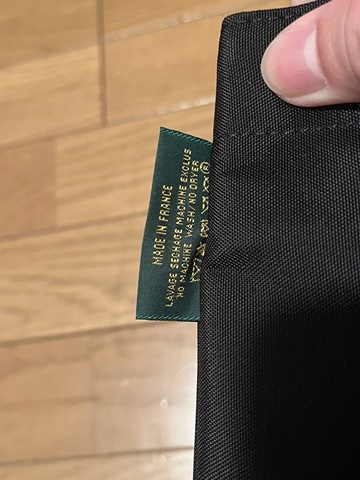 MADE IN FRANCE
LAVAGE SECHAGE MACHINE EXCLUS
NO MACHINE WASH/NO DRYER